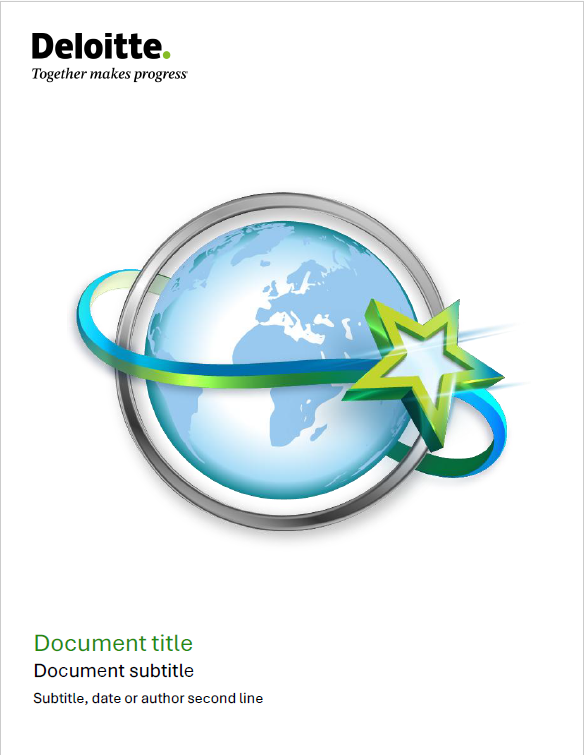 Deloitte.
Together makes progress
Document title
Document subtitle
Subtitle, date or author second line